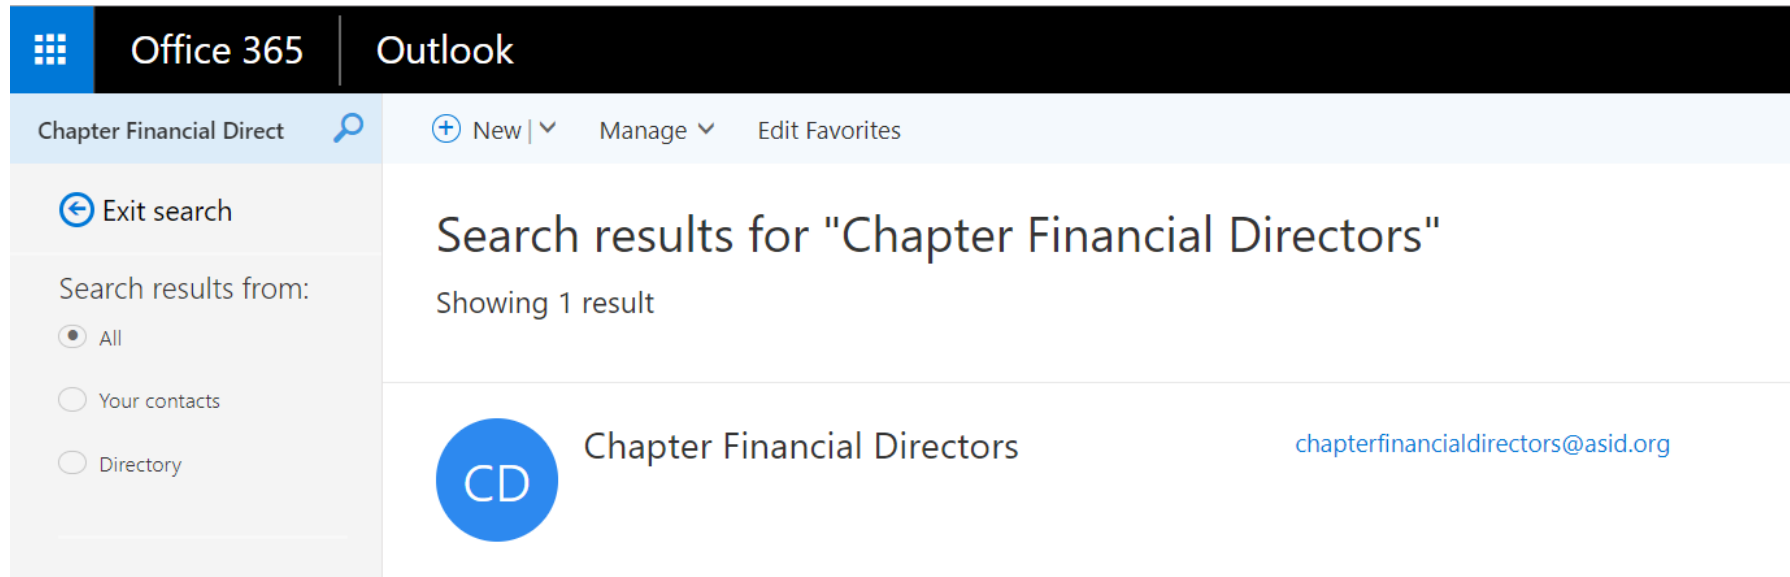 Office 365 | Outlook
Chapter Financial Direct
New | Manage Edit Favorites
Exit search
Search results for "Chapter Financial Directors"
Search results from:
Showing 1 result
All
Your contacts
Directory
CD
Chapter Financial Directors
chapterfinancialdirectors@asid.org